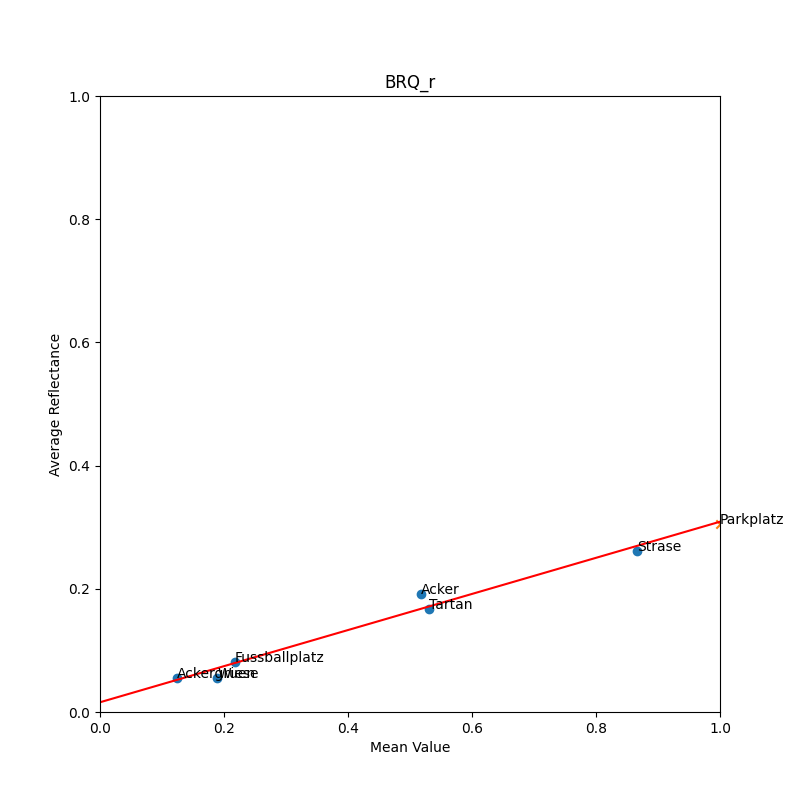 BRQ_r
1.0
0.8
0.6
0.4
0.2
0.0
Average Reflectance
Parkplatz
Strase
Acker
Tartan
Fussballplatz
Ackergruen
Wiese
0.0 0.2 0.4 0.6 0.8 1.0
Mean Value